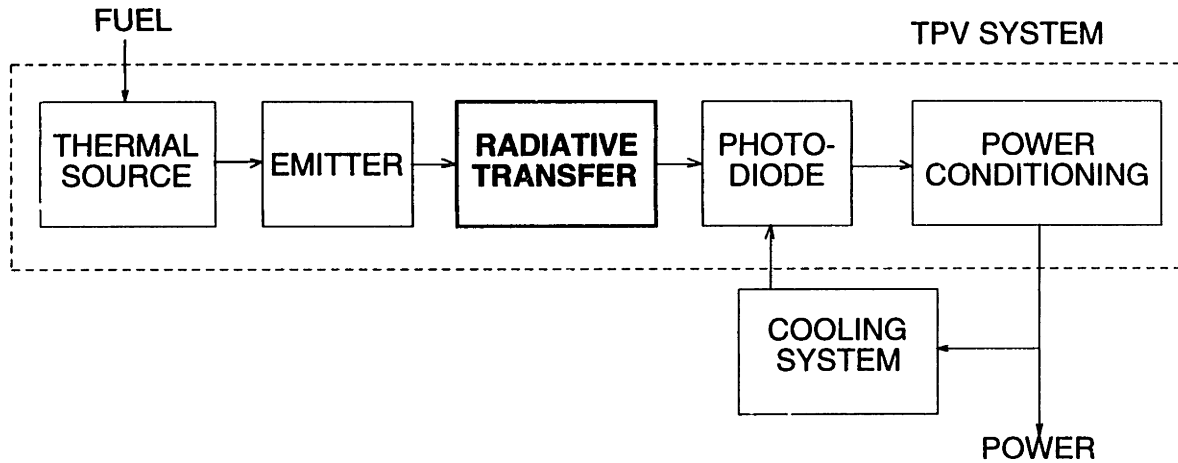 FUEL
TPV SYSTEM
THERMAL
SOURCE
EMITTER
RADIATIVE
TRANSFER
PHOTO-
DIODE
POWER
CONDITIONING
COOLING
SYSTEM
POWER